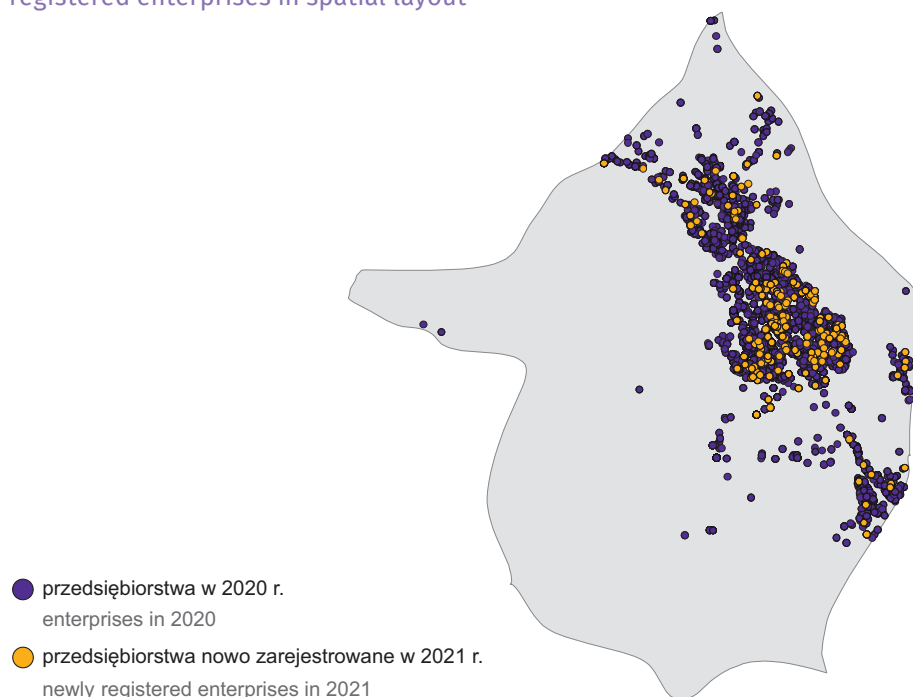 registered enterprises in spatial layout
przedsiębiorstwa w 2020 r.
enterprises in 2020
przedsiębiorstwa nowo zarejestrowane w 2021 r.
newly registered enterprises in 2021